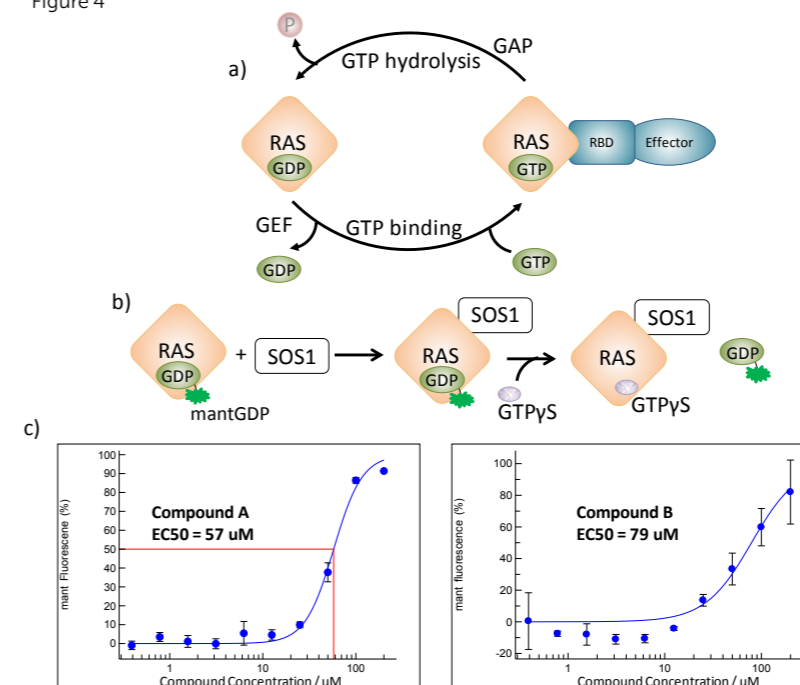 Figure 4
a)
P
GTP hydrolysis
GAP
RAS
GDP
RAS
GTP
RBD
Effector
GEF
GTP binding
GDP
GTP
b)
RAS
GDP
mantGDP
+
SOS1
SOS1
RAS
GDP
GTPγS
SOS1
RAS
GTPγS
GDP
c)
mant Fluorescene (%)
100
90
80
70
60
50
40
30
20
10
0
Compound A
EC50 = 57 uM
1
10
100
Compound Concentration / uM
mant fluorescence (%)
100
80
60
40
20
0
-20
Compound B
EC50 = 79 uM
1
10
100
Compound Concentration / uM